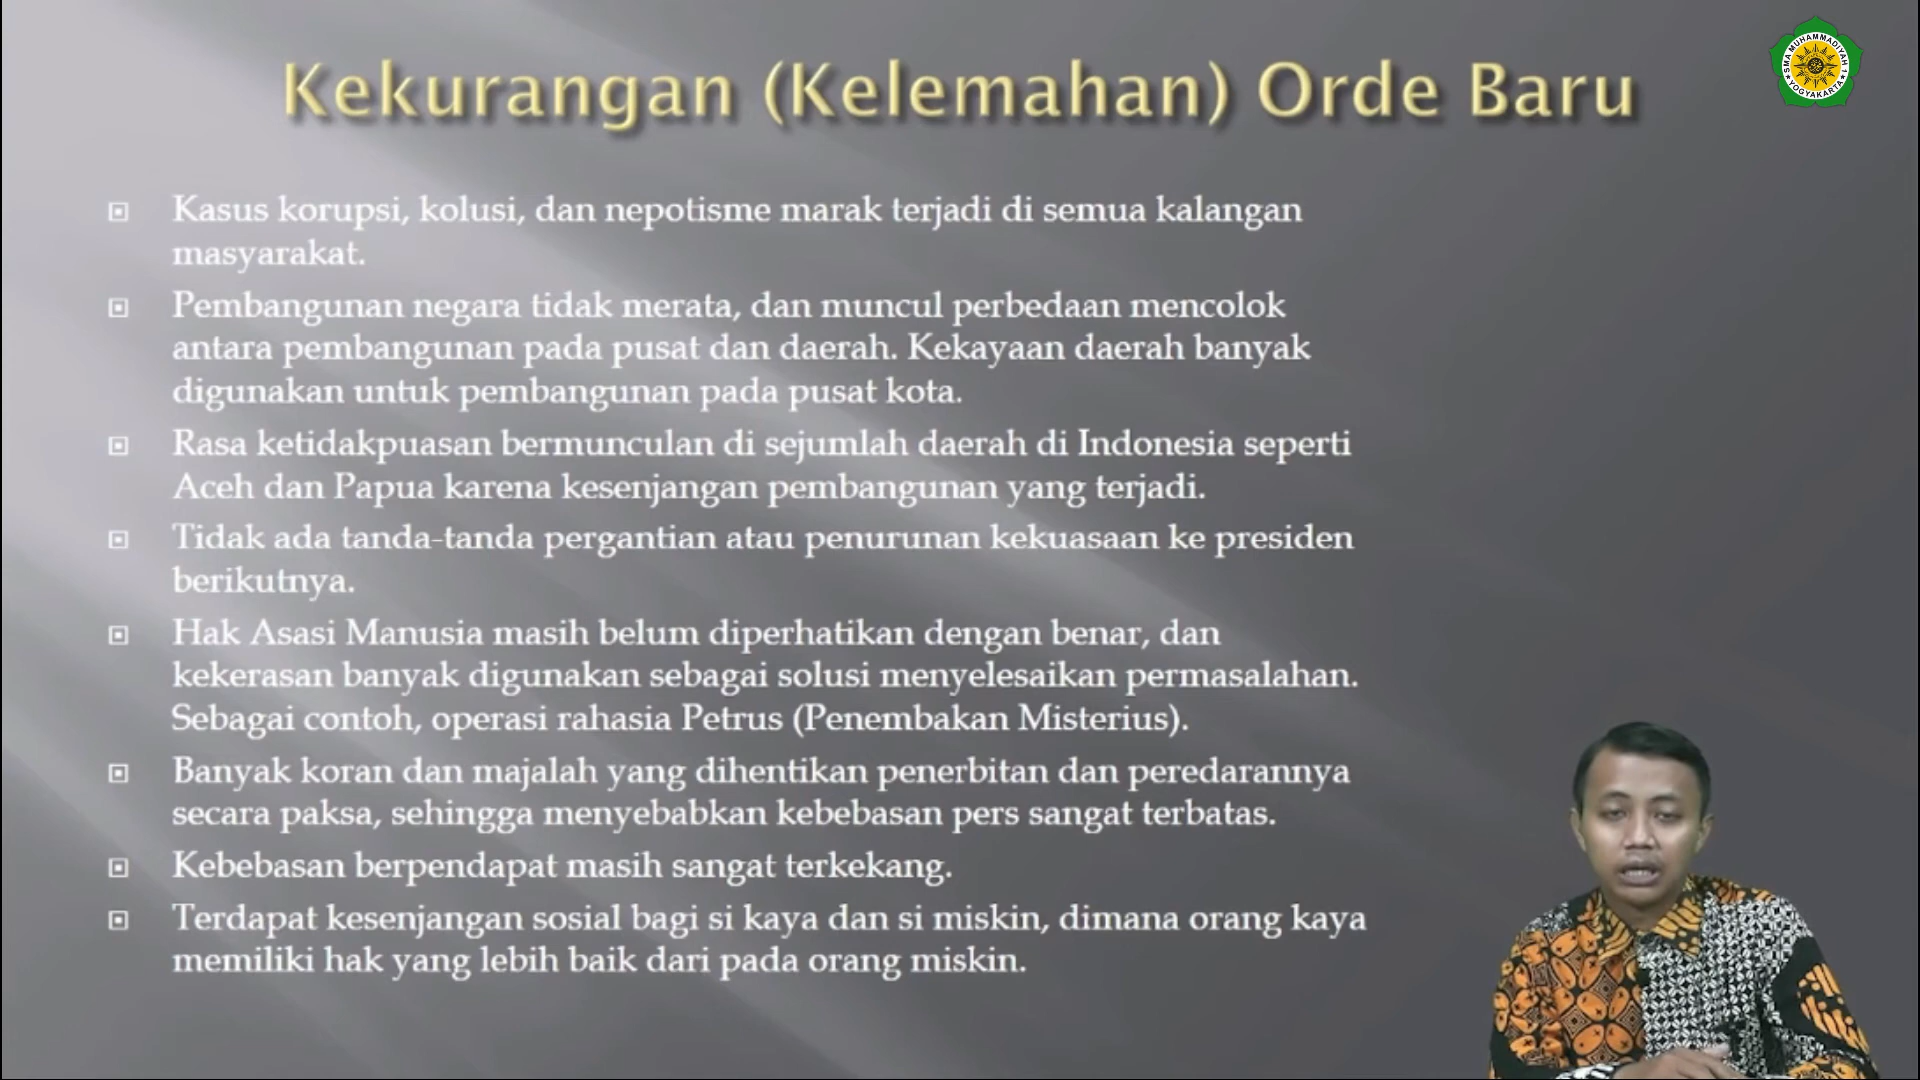 Kekurangan (Kelemahan) Orde Baru
SMA MUHAMMADIYAH 1
YOGYAKARTA
Kasus korupsi, kolusi, dan nepotisme marak terjadi di semua kalangan
masyarakat.
Pembangunan negara tidak merata, dan muncul perbedaan mencolok
antara pembangunan pada pusat dan daerah. Kekayaan daerah banyak
digunakan untuk pembangunan pada pusat kota.
Rasa ketidakpuasan bermunculan di sejumlah daerah di Indonesia seperti
Aceh dan Papua karena kesenjangan pembangunan yang terjadi.
Tidak ada tanda-tanda pergantian atau penurunan kekuasaan ke presiden
berikutnya.
Hak Asasi Manusia masih belum diperhatikan dengan benar, dan
kekerasan banyak digunakan sebagai solusi menyelesaikan permasalahan.
Sebagai contoh, operasi rahasia Petrus (Penembakan Misterius).
Banyak koran dan majalah yang dihentikan penerbitan dan peredarannya
secara paksa, sehingga menyebabkan kebebasan pers sangat terbatas.
Kebebasan berpendapat masih sangat terkekang.
Terdapat kesenjangan sosial bagi si kaya dan si miskin, dimana orang kaya
memiliki hak yang lebih baik dari pada orang miskin.